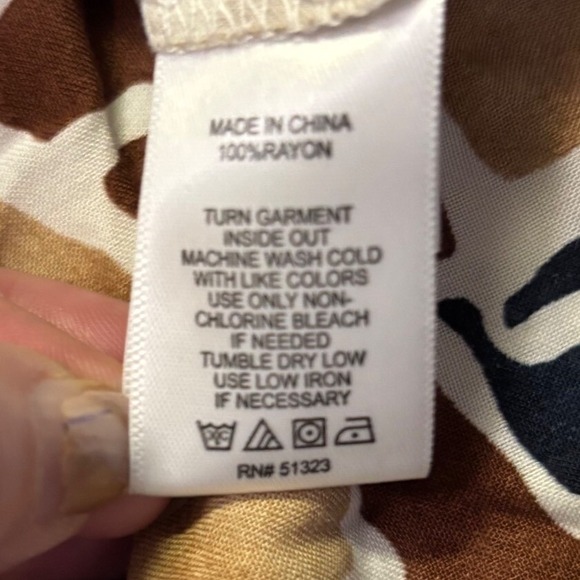 MADE IN CHINA
100%RAYON
TURN GARMENT
INSIDE OUT
MACHINE WASH COLD
WITH LIKE COLORS
USE ONLY NON-
CHLORINE BLEACH
IF NEEDED
TUMBLE DRY LOW
USE LOW IRON
IF NECESSARY
RN# 51323